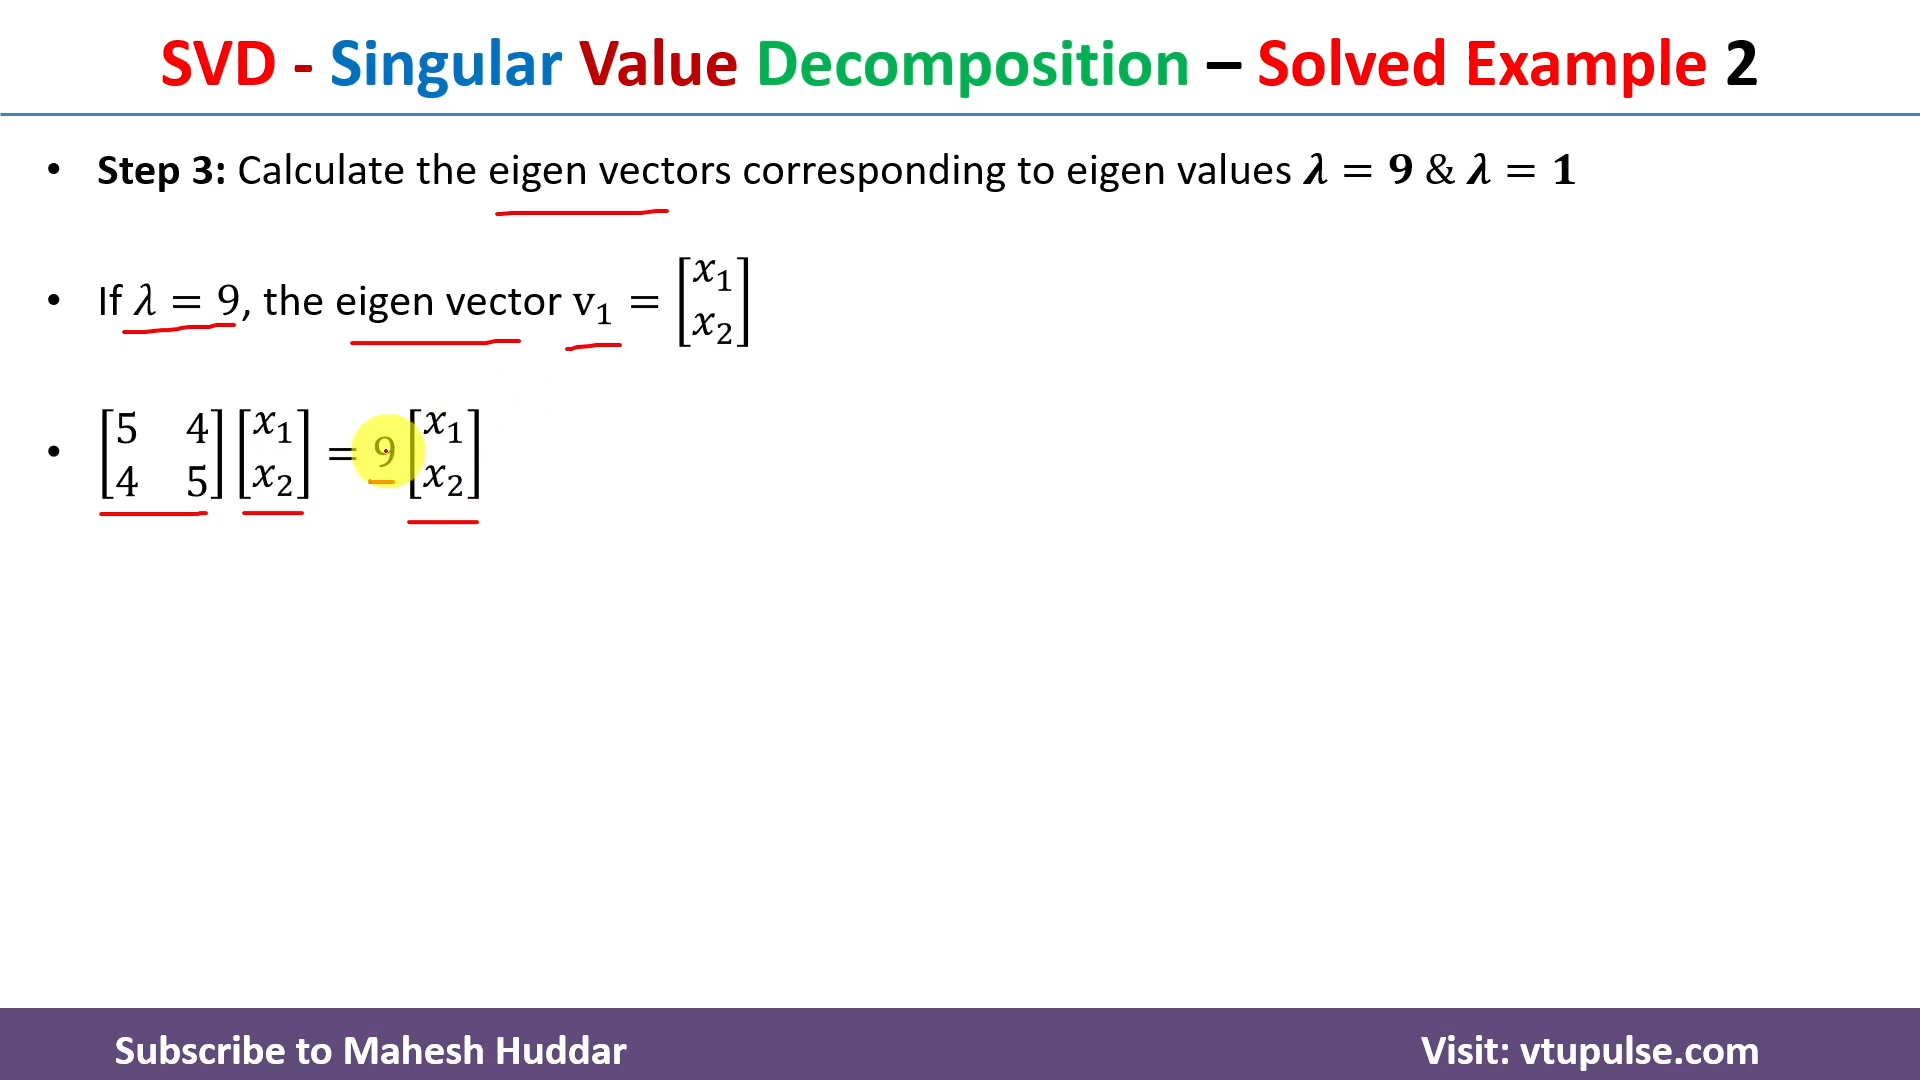 SVD - Singular Value Decomposition – Solved Example 2
• Step 3: Calculate the eigen vectors corresponding to eigen values 𝝀 = 𝟗 & 𝝀 = 𝟏
• If 𝜆 = 9, the eigen vector v₁ = [x₁ x₂]
• [5 4
4 5] [x₁
x₂] = 9 [x₁
x₂]
Subscribe to Mahesh Huddar
Visit: vtupulse.com